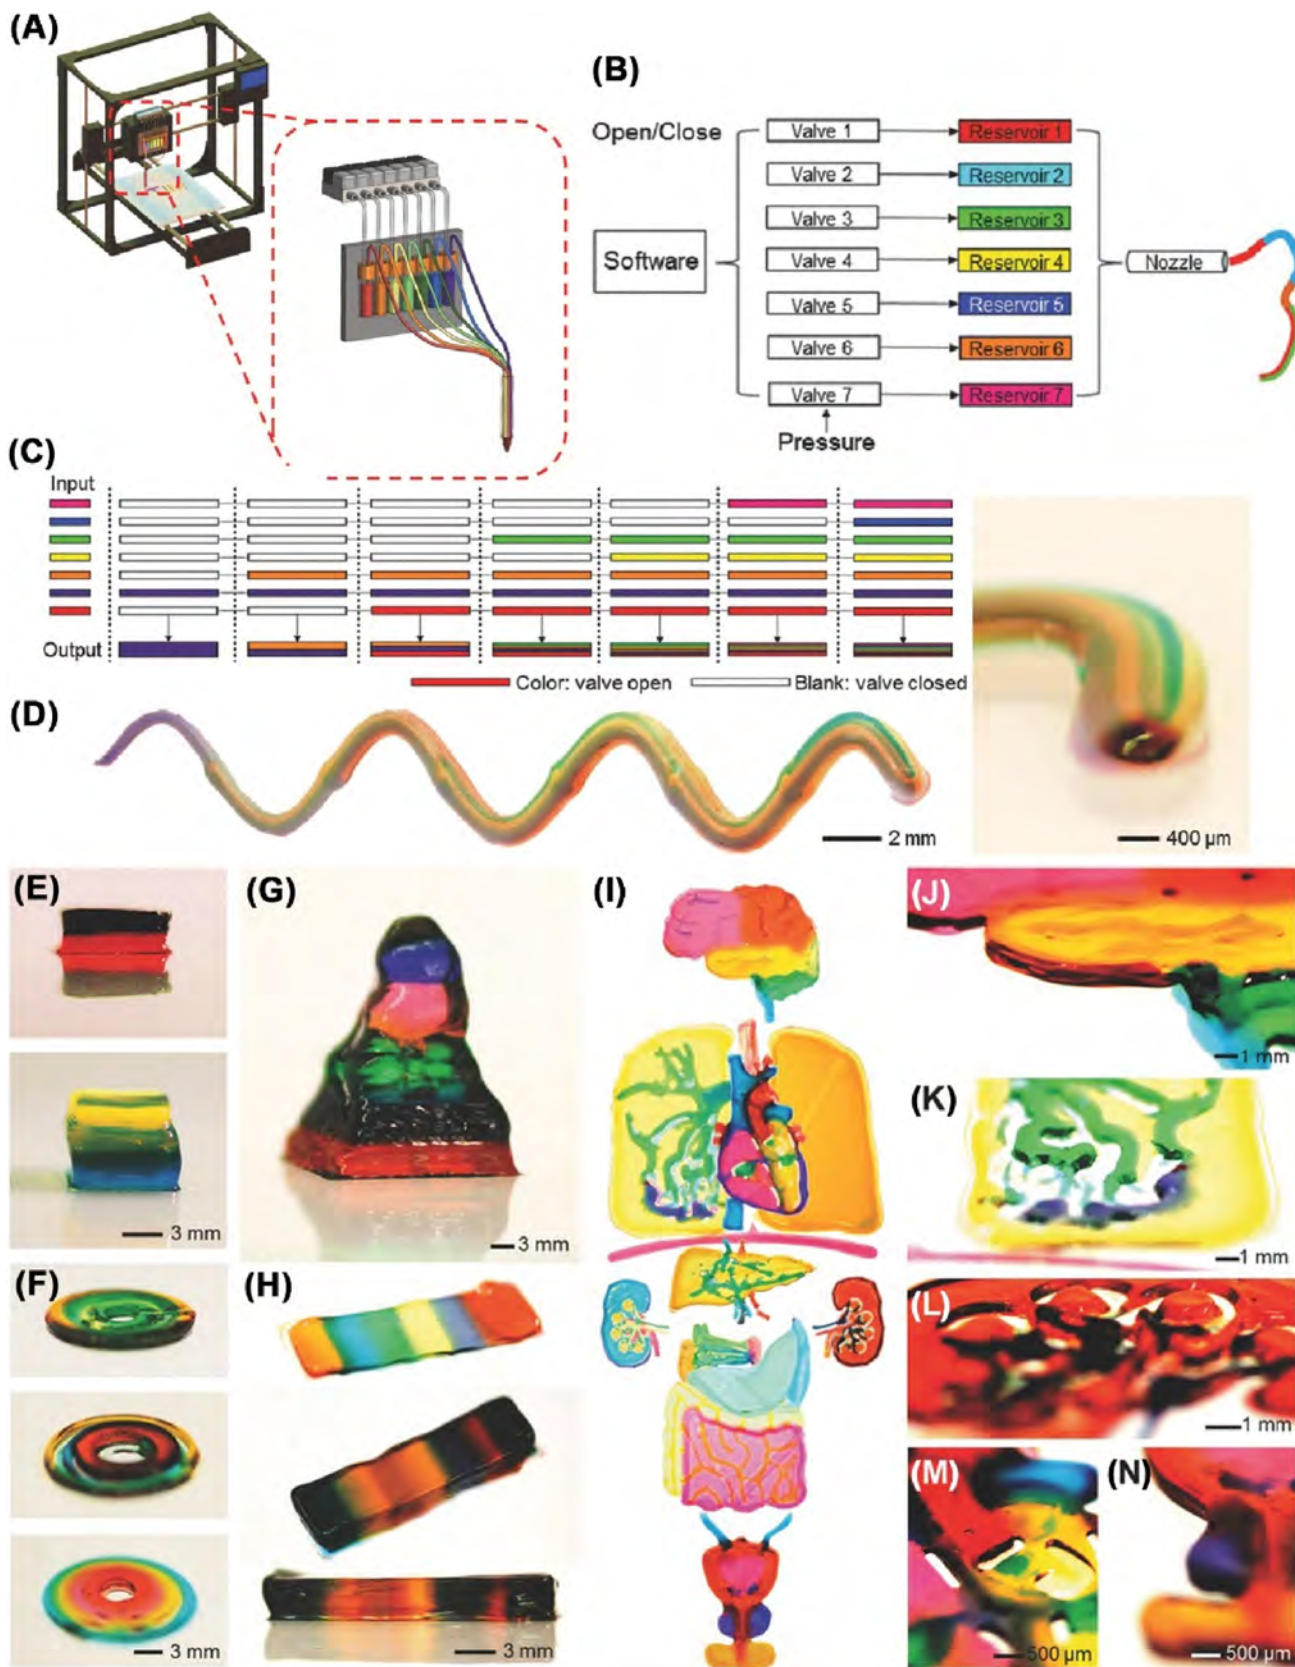 (A)
(B)
Open/Close
Valve 1
Reservoir 1
Valve 2
Reservoir 2
Valve 3
Reservoir 3
Software
Valve 4
Reservoir 4
Nozzle
Valve 5
Reservoir 5
Valve 6
Reservoir 6
Valve 7
Reservoir 7
Pressure
(C)
Input
Output
Color: valve open
Blank: valve closed
(D)
2 mm
400 µm
(E)
3 mm
(F)
3 mm
(G)
3 mm
(H)
3 mm
(I)
(J)
1 mm
(K)
1 mm
(L)
1 mm
(M)
500 µm
(N)
500 µm